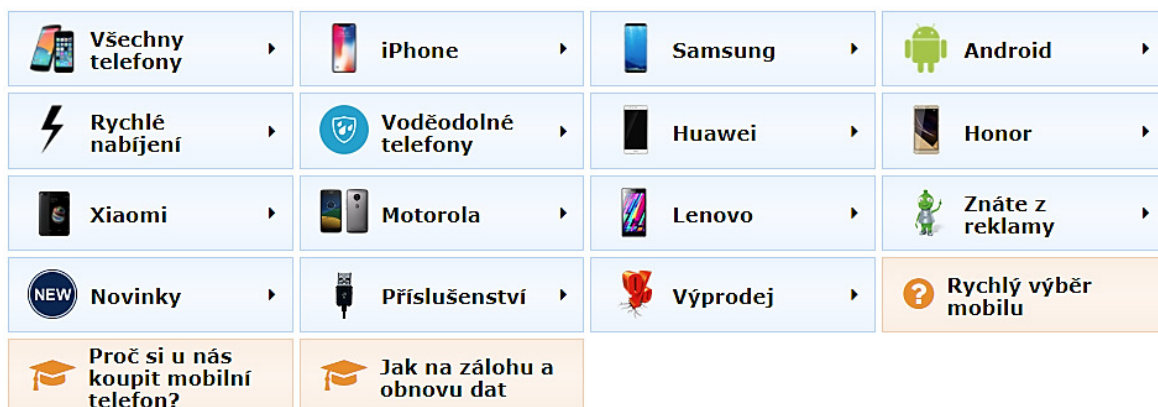 Všechny
telefony
iPhone
Samsung
Android
Rychlé
nabíjení
Voděodolné
telefony
Huawei
Honor
Xiaomi
Motorola
Lenovo
Znáte z
reklamy
NEW
Novinky
Příslušenství
%
Výprodej
?
Rychlý výběr
mobilu
Proč si u nás
koupit mobilní
telefon?
Jak na zálohu a
obnovu dat